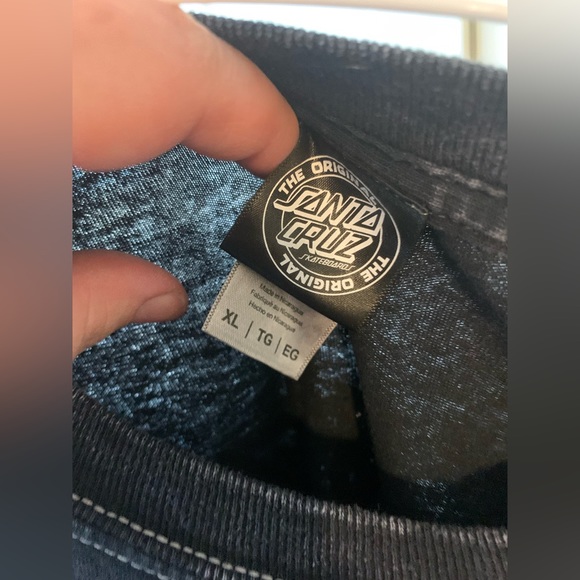 THE ORIGINAL
SANTA
CRUZ
SKATEBOARDS
THE ORIGINAL
Made in Nicaragua
Fabriqué au Nicaragua
Hecho en Nicaragua
XL | TG | EG